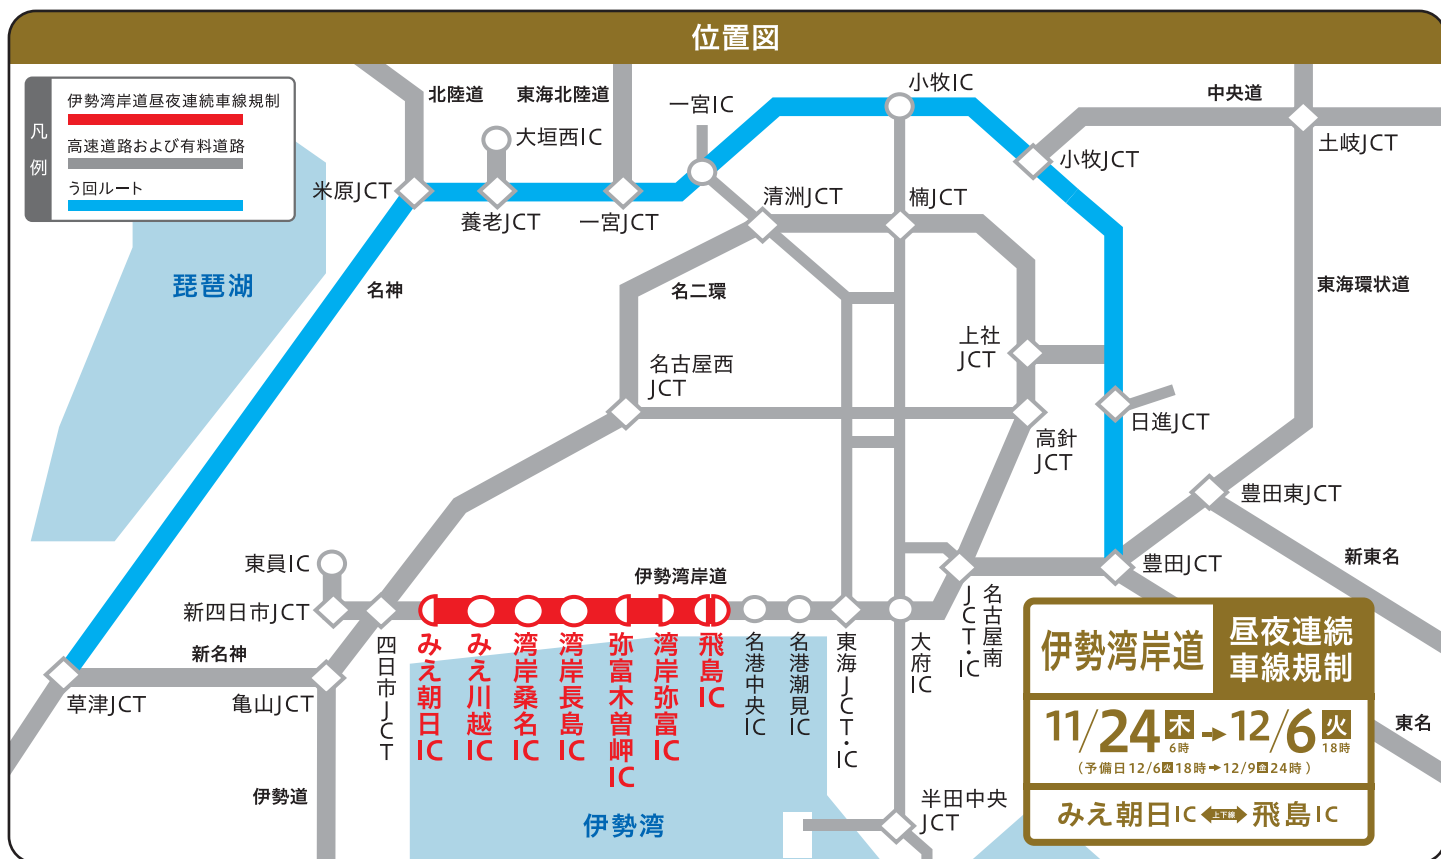 位置図
凡例
伊勢湾岸道昼夜連続車線規制
高速道路および有料道路
う回ルート
北陸道
東海北陸道
一宮IC
小牧IC
中央道
大垣西IC
土岐JCT
小牧JCT
米原JCT
養老JCT
一宮JCT
清洲JCT
楠JCT
琵琶湖
名神
名二環
東海環状道
上社
JCT
名古屋西
JCT
日進JCT
高針
JCT
豊田東JCT
東員IC
伊勢湾岸道
豊田JCT
新東名
新四日市JCT
新名神
草津JCT
亀山JCT
四日市JCT
みえ朝日IC
みえ川越IC
湾岸桑名IC
湾岸長島IC
弥富木曽岬IC
湾岸弥富IC
飛島IC
名港中央IC
名港潮見IC
東海JCT・IC
大府IC
名古屋南
JCT・IC
伊勢道
伊勢湾
半田中央
JCT
東名
伊勢湾岸道
昼夜連続
車線規制
11/24木6時➡12/6火18時
(予備日12/6火18時➡12/9金24時)
みえ朝日IC上下線飛島IC